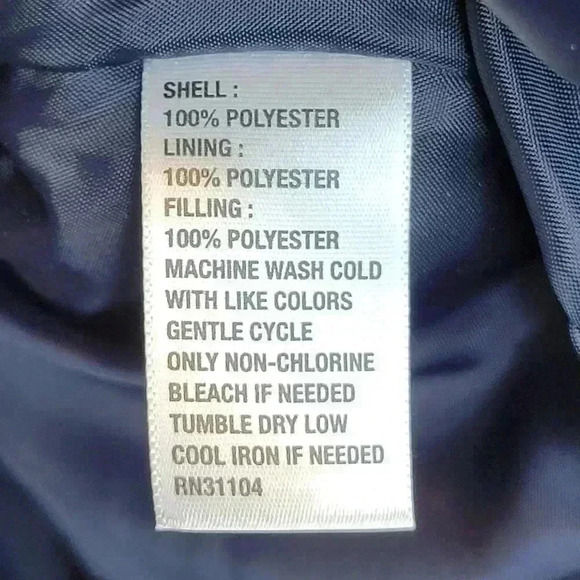 SHELL :
100% POLYESTER
LINING :
100% POLYESTER
FILLING :
100% POLYESTER
MACHINE WASH COLD
WITH LIKE COLORS
GENTLE CYCLE
ONLY NON-CHLORINE
BLEACH IF NEEDED
TUMBLE DRY LOW
COOL IRON IF NEEDED
RN31104